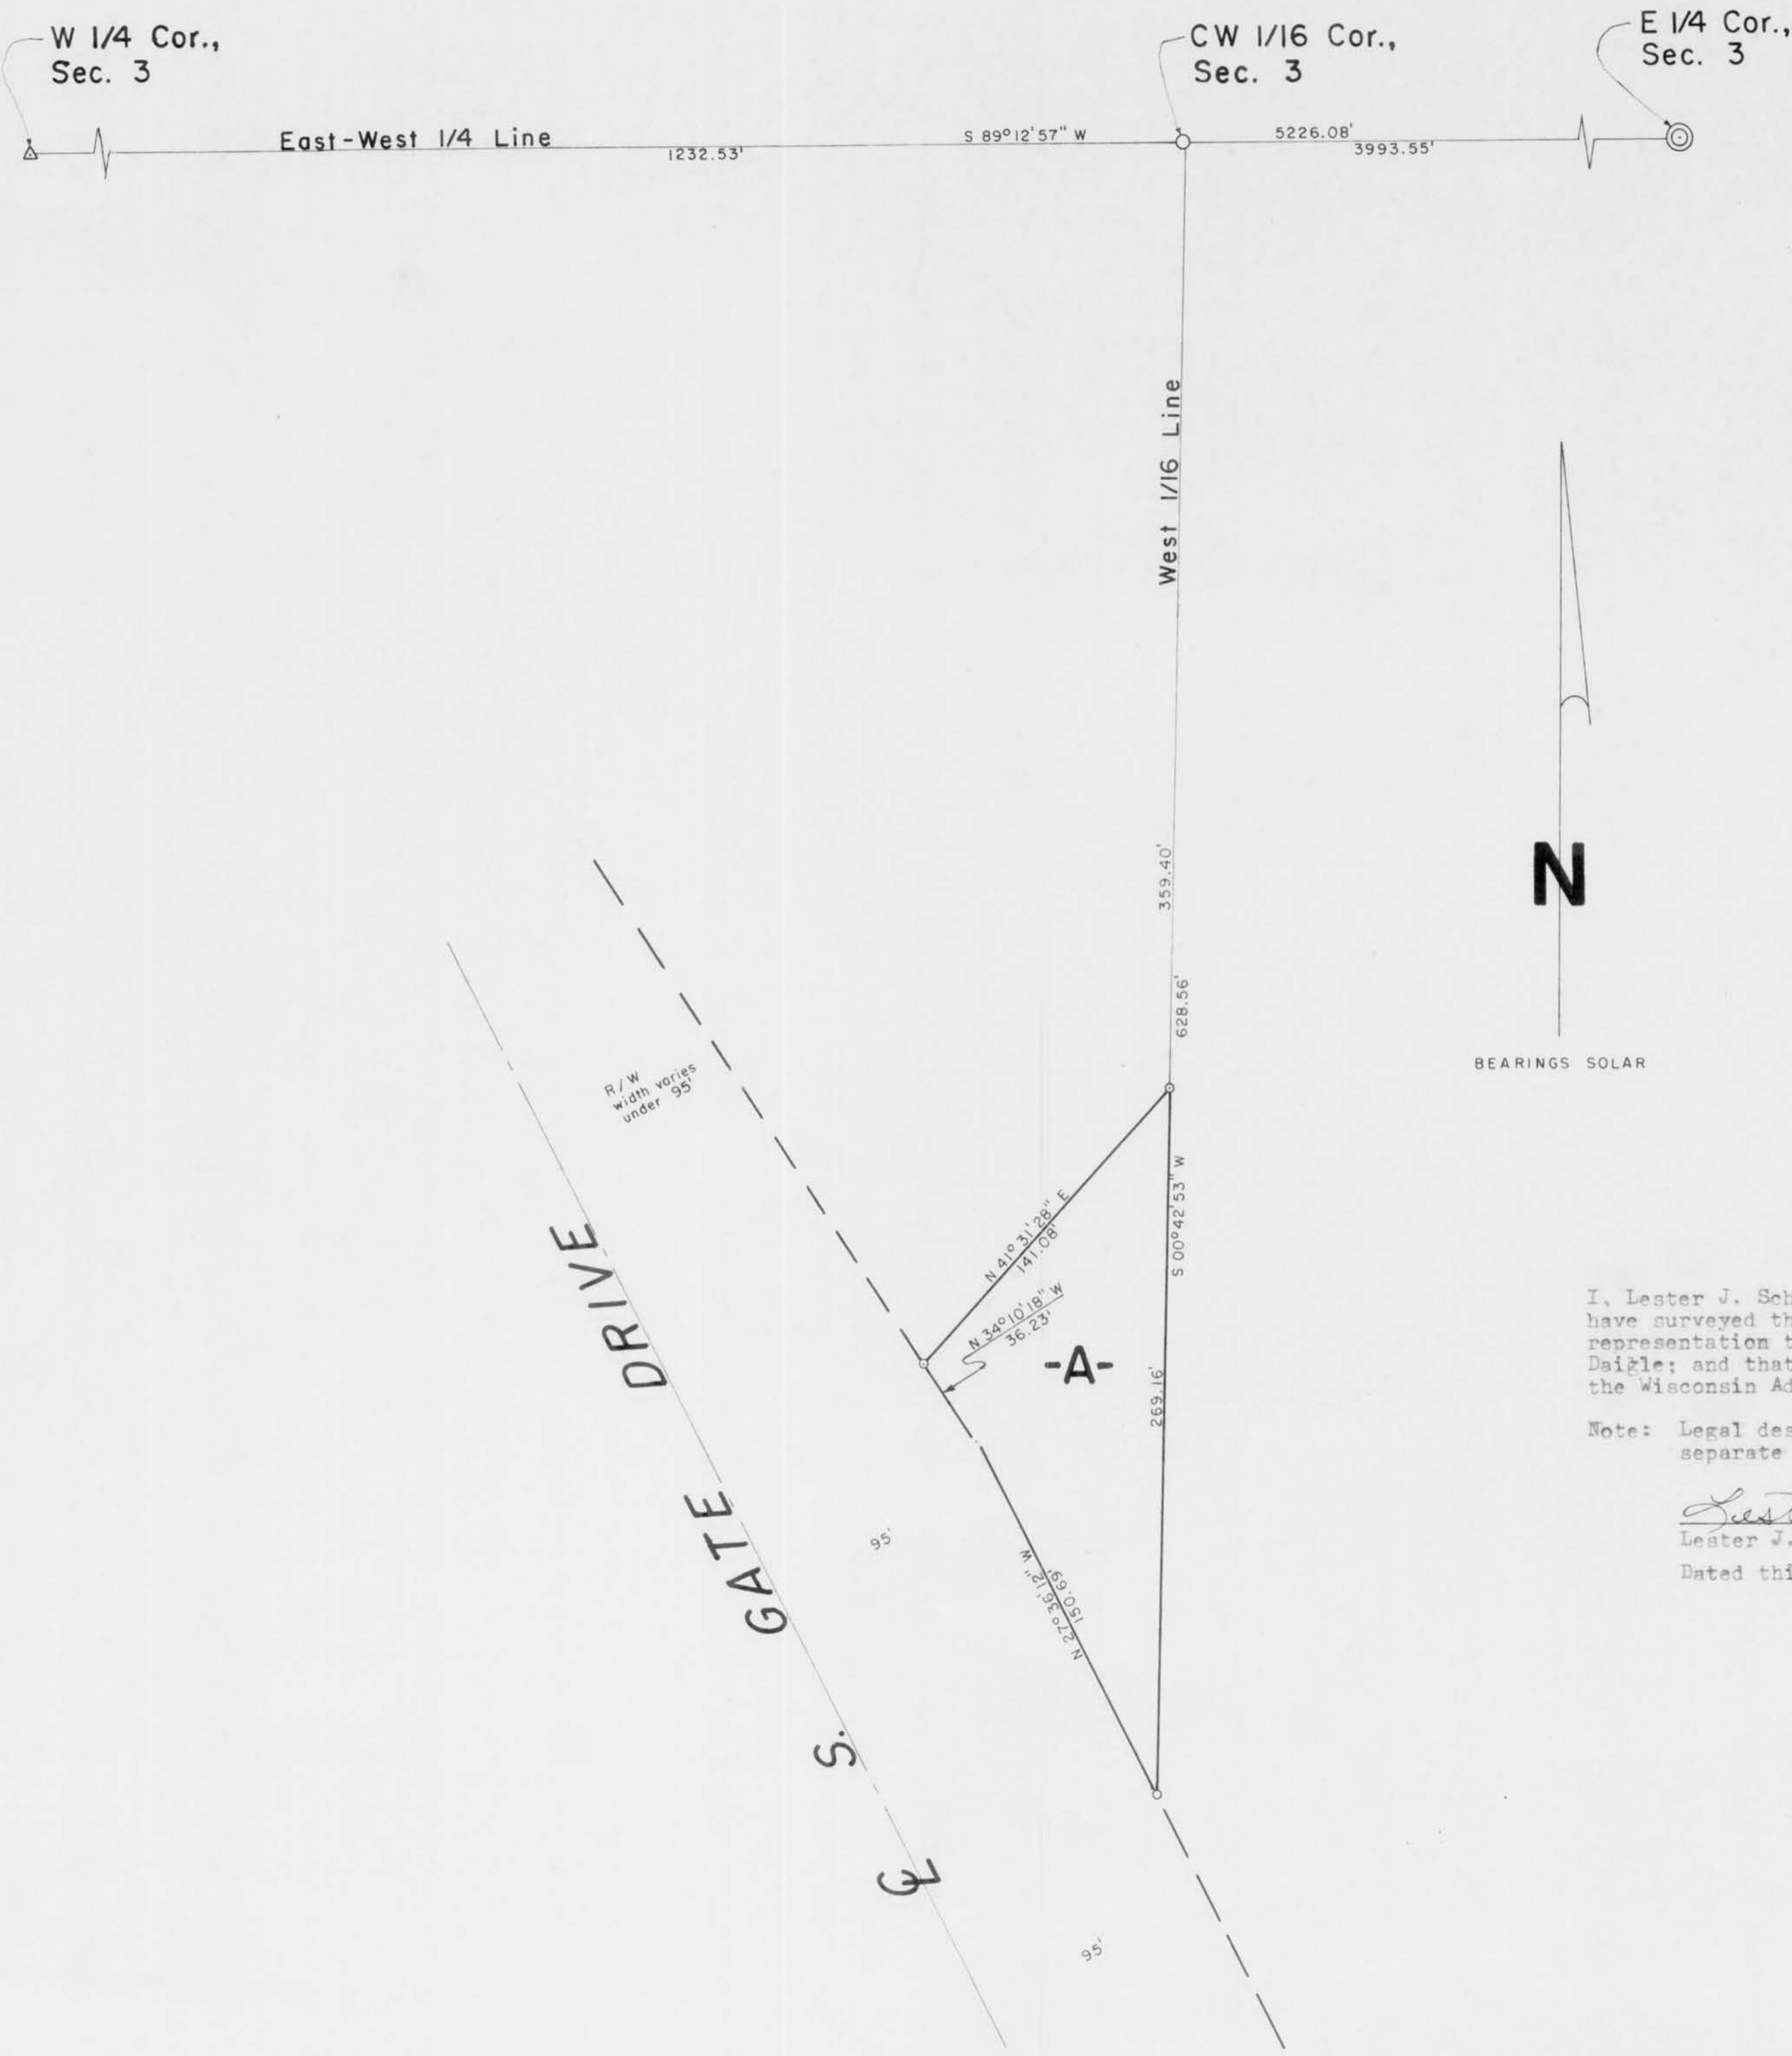 W 1/4 Cor.,
Sec. 3
CW 1/16 Cor.,
Sec. 3
E 1/4 Cor.,
Sec. 3
East-West 1/4 Line
1232.53'
S 89°12'57" W
5226.08'
3993.55'
West 1/16 Line
359.40'
628.56'
N
BEARINGS SOLAR
R/W
width varies
under 95'
N 41°31'28" E
141.08'
S 00°42'53" W
N 34°10'18" W
36.23'
-A-
269.16'
N 27°36'12" W
150.69'
95'
95'
℄ S. GATE DRIVE
I, Lester J. Sch
have surveyed th
representation t
Daigle; and that
the Wisconsin Ad
Note: Legal des
separate
Lest
Lester J.
Dated thi